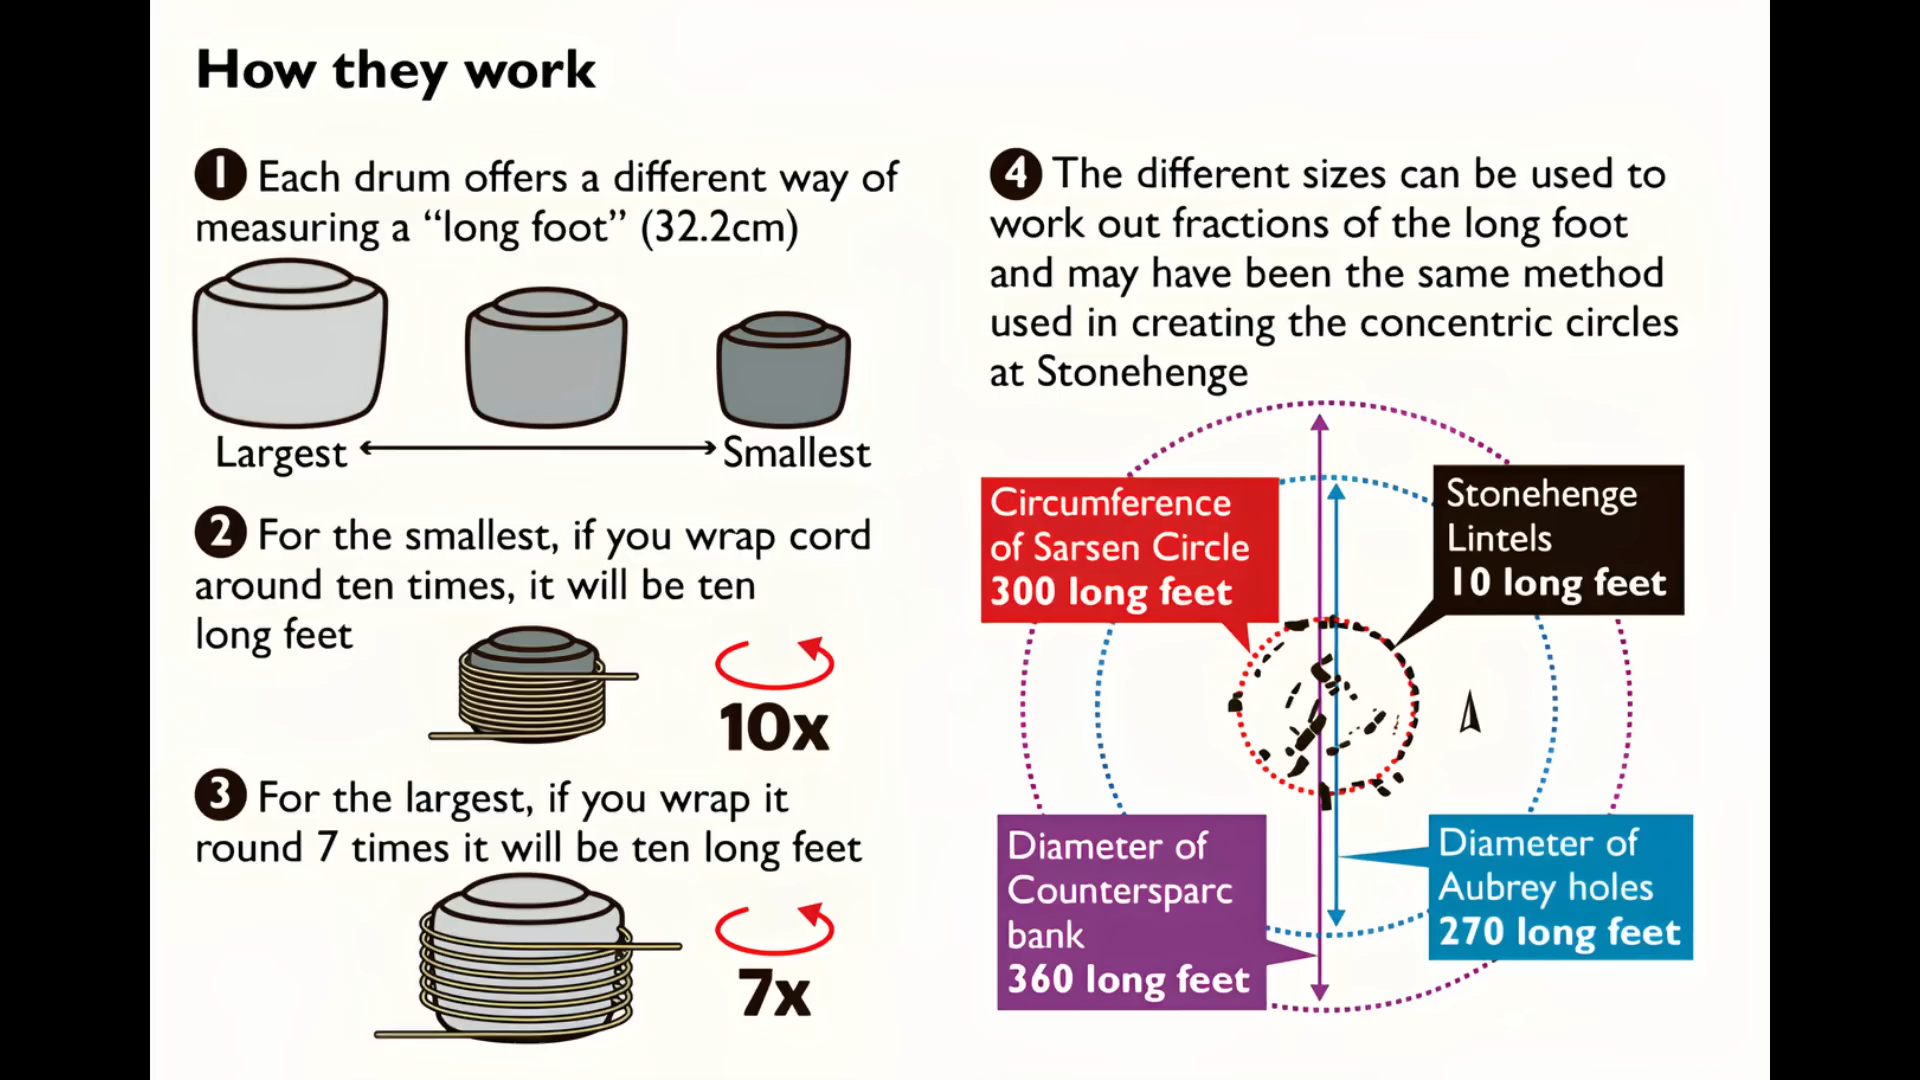 How they work
1 Each drum offers a different way of
measuring a “long foot” (32.2cm)
Largest
Smallest
2 For the smallest, if you wrap cord
around ten times, it will be ten
long feet
10x
3 For the largest, if you wrap it
round 7 times it will be ten long feet
7x
4 The different sizes can be used to
work out fractions of the long foot
and may have been the same method
used in creating the concentric circles
at Stonehenge
Circumference
of Sarsen Circle
300 long feet
Stonehenge
Lintels
10 long feet
Diameter of
Countersparc
bank
360 long feet
Diameter of
Aubrey holes
270 long feet